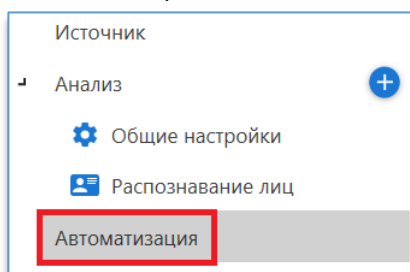 Источник
Анализ
Общие настройки
Распознавание лиц
Автоматизация